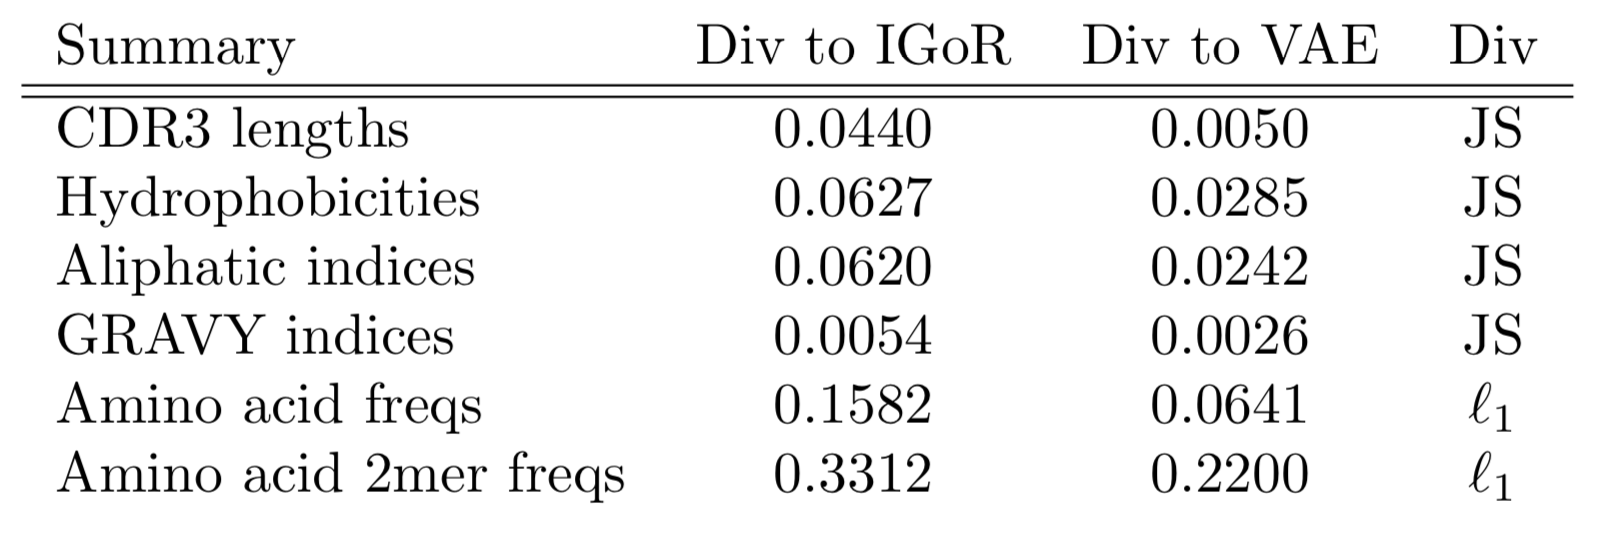 Summary Div to IGoR Div to VAE Div
CDR3 lengths 0.0440 0.0050 JS
Hydrophobicities 0.0627 0.0285 JS
Aliphatic indices 0.0620 0.0242 JS
GRAVY indices 0.0054 0.0026 JS
Amino acid freqs 0.1582 0.0641 ℓ₁
Amino acid 2mer freqs 0.3312 0.2200 ℓ₁